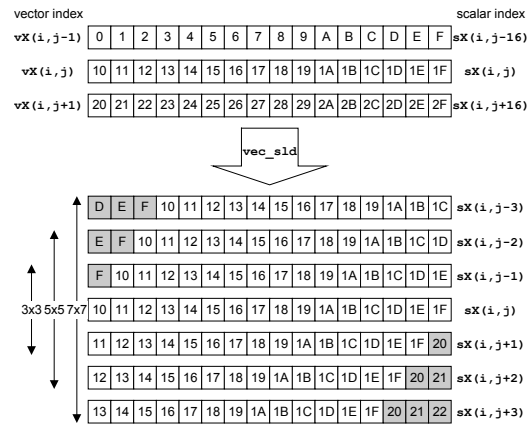 vector index scalar index
vX(i,j-1) 0 1 2 3 4 5 6 7 8 9 A B C D E F sX(i,j-16)
vX(i,j) 10 11 12 13 14 15 16 17 18 19 1A 1B 1C 1D 1E 1F sX(i,j)
vX(i,j+1) 20 21 22 23 24 25 26 27 28 29 2A 2B 2C 2D 2E 2F sX(i,j+16)
vec_sld
D E F 10 11 12 13 14 15 16 17 18 19 1A 1B 1C sX(i,j-3)
E F 10 11 12 13 14 15 16 17 18 19 1A 1B 1C 1D sX(i,j-2)
F 10 11 12 13 14 15 16 17 18 19 1A 1B 1C 1D 1E sX(i,j-1)
3x3 5x5 7x7 10 11 12 13 14 15 16 17 18 19 1A 1B 1C 1D 1E 1F sX(i,j)
11 12 13 14 15 16 17 18 19 1A 1B 1C 1D 1E 1F 20 sX(i,j+1)
12 13 14 15 16 17 18 19 1A 1B 1C 1D 1E 1F 20 21 sX(i,j+2)
13 14 15 16 17 18 19 1A 1B 1C 1D 1E 1F 20 21 22 sX(i,j+3)